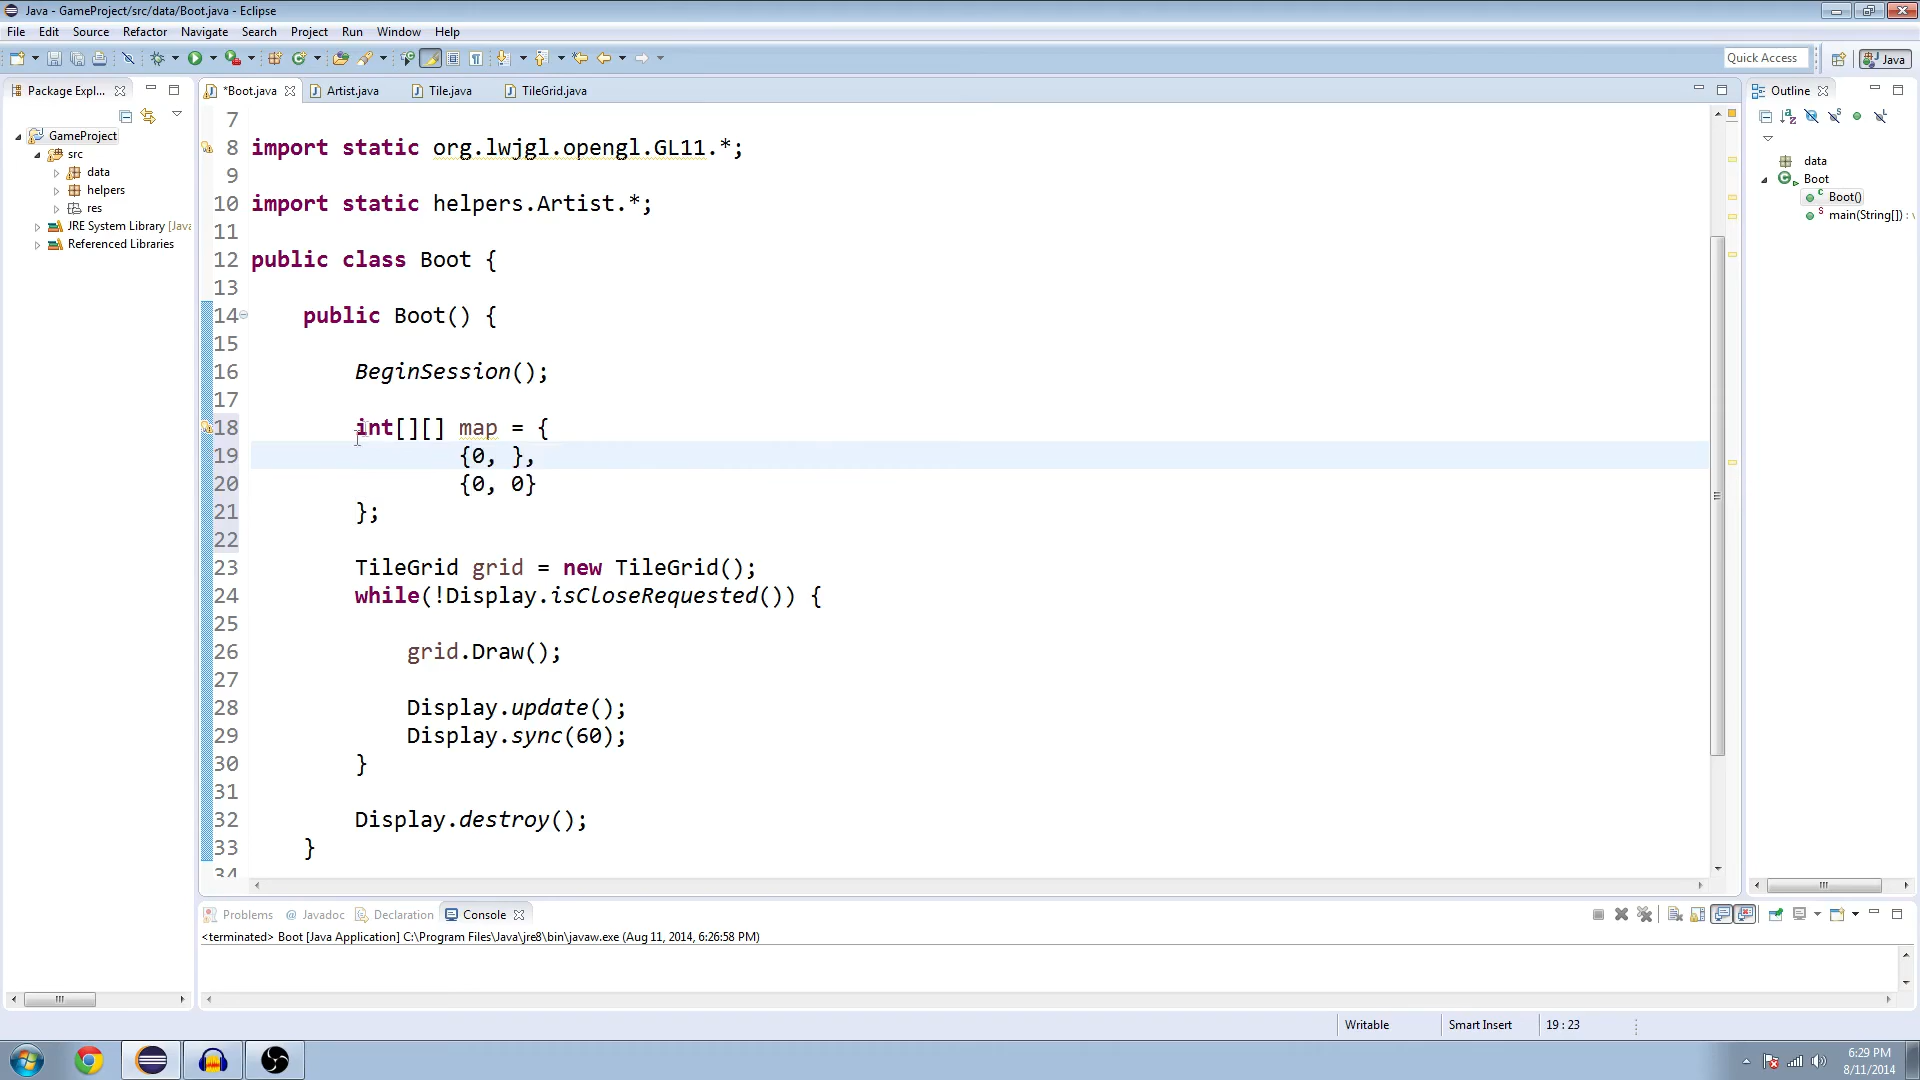 Java - GameProject/src/data/Boot.java - Eclipse
File Edit Source Refactor Navigate Search Project Run Window Help
Quick Access
Java
Package Expl...
*Boot.java
Artist.java
Tile.java
TileGrid.java
Outline
GameProject
src
data
helpers
res
JRE System Library [Java
Referenced Libraries
7
8 import static org.lwjgl.opengl.GL11.*;
9
10 import static helpers.Artist.*;
11
12 public class Boot {
13
14 public Boot() {
15
16 BeginSession();
17
18 int[][] map = {
19 {0, },
20 {0, 0}
21 };
22
23 TileGrid grid = new TileGrid();
24 while(!Display.isCloseRequested()) {
25
26 grid.Draw();
27
28 Display.update();
29 Display.sync(60);
30 }
31
32 Display.destroy();
33 }
34
data
Boot
Boot()
main(String[]) :
Problems @ Javadoc Declaration Console
<terminated> Boot [Java Application] C:\Program Files\Java\jre8\bin\javaw.exe (Aug 11, 2014, 6:26:58 PM)
Writable Smart Insert 19 : 23
6:29 PM
8/11/2014